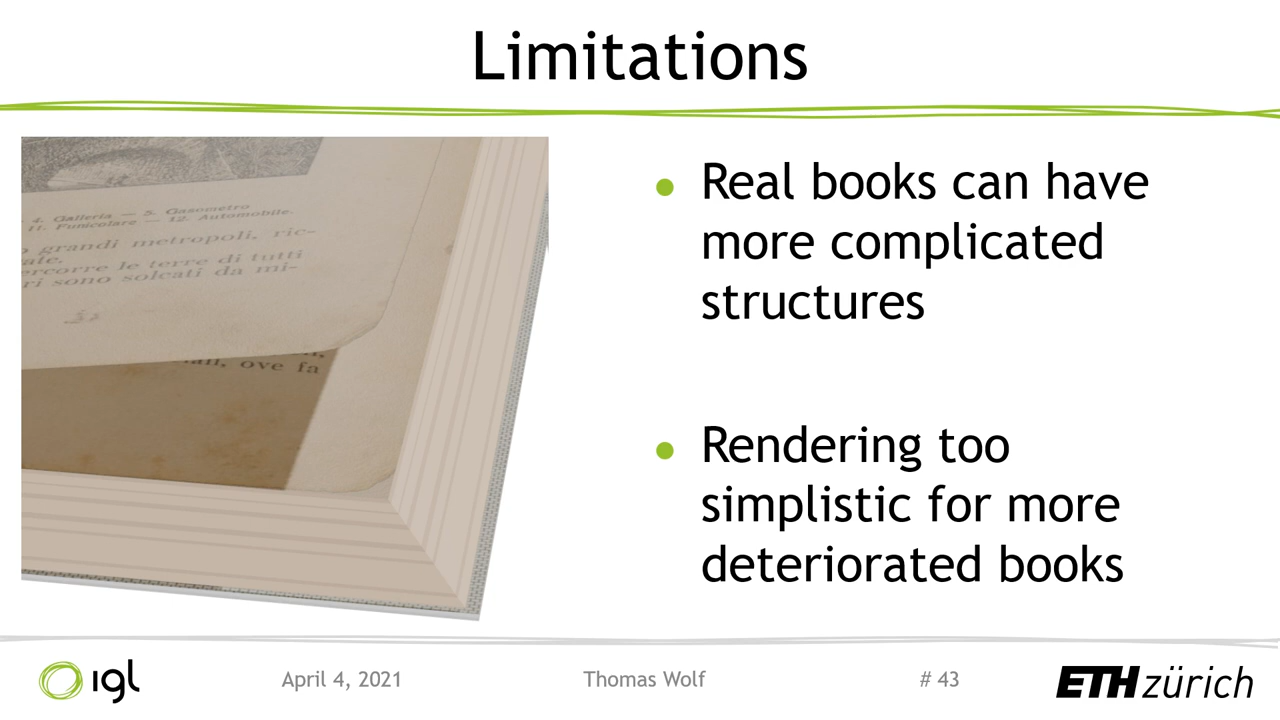 Limitations
4. Galleria — 5. Gasometro
11. Funicolare — 12. Automobile.
grandi metropoli, ric-
ercorre le terre di tutti
ri sono solcati da mi-
ove fa
Real books can have
more complicated
structures
Rendering too
simplistic for more
deteriorated books
igl
April 4, 2021
Thomas Wolf
# 43
ETH zürich